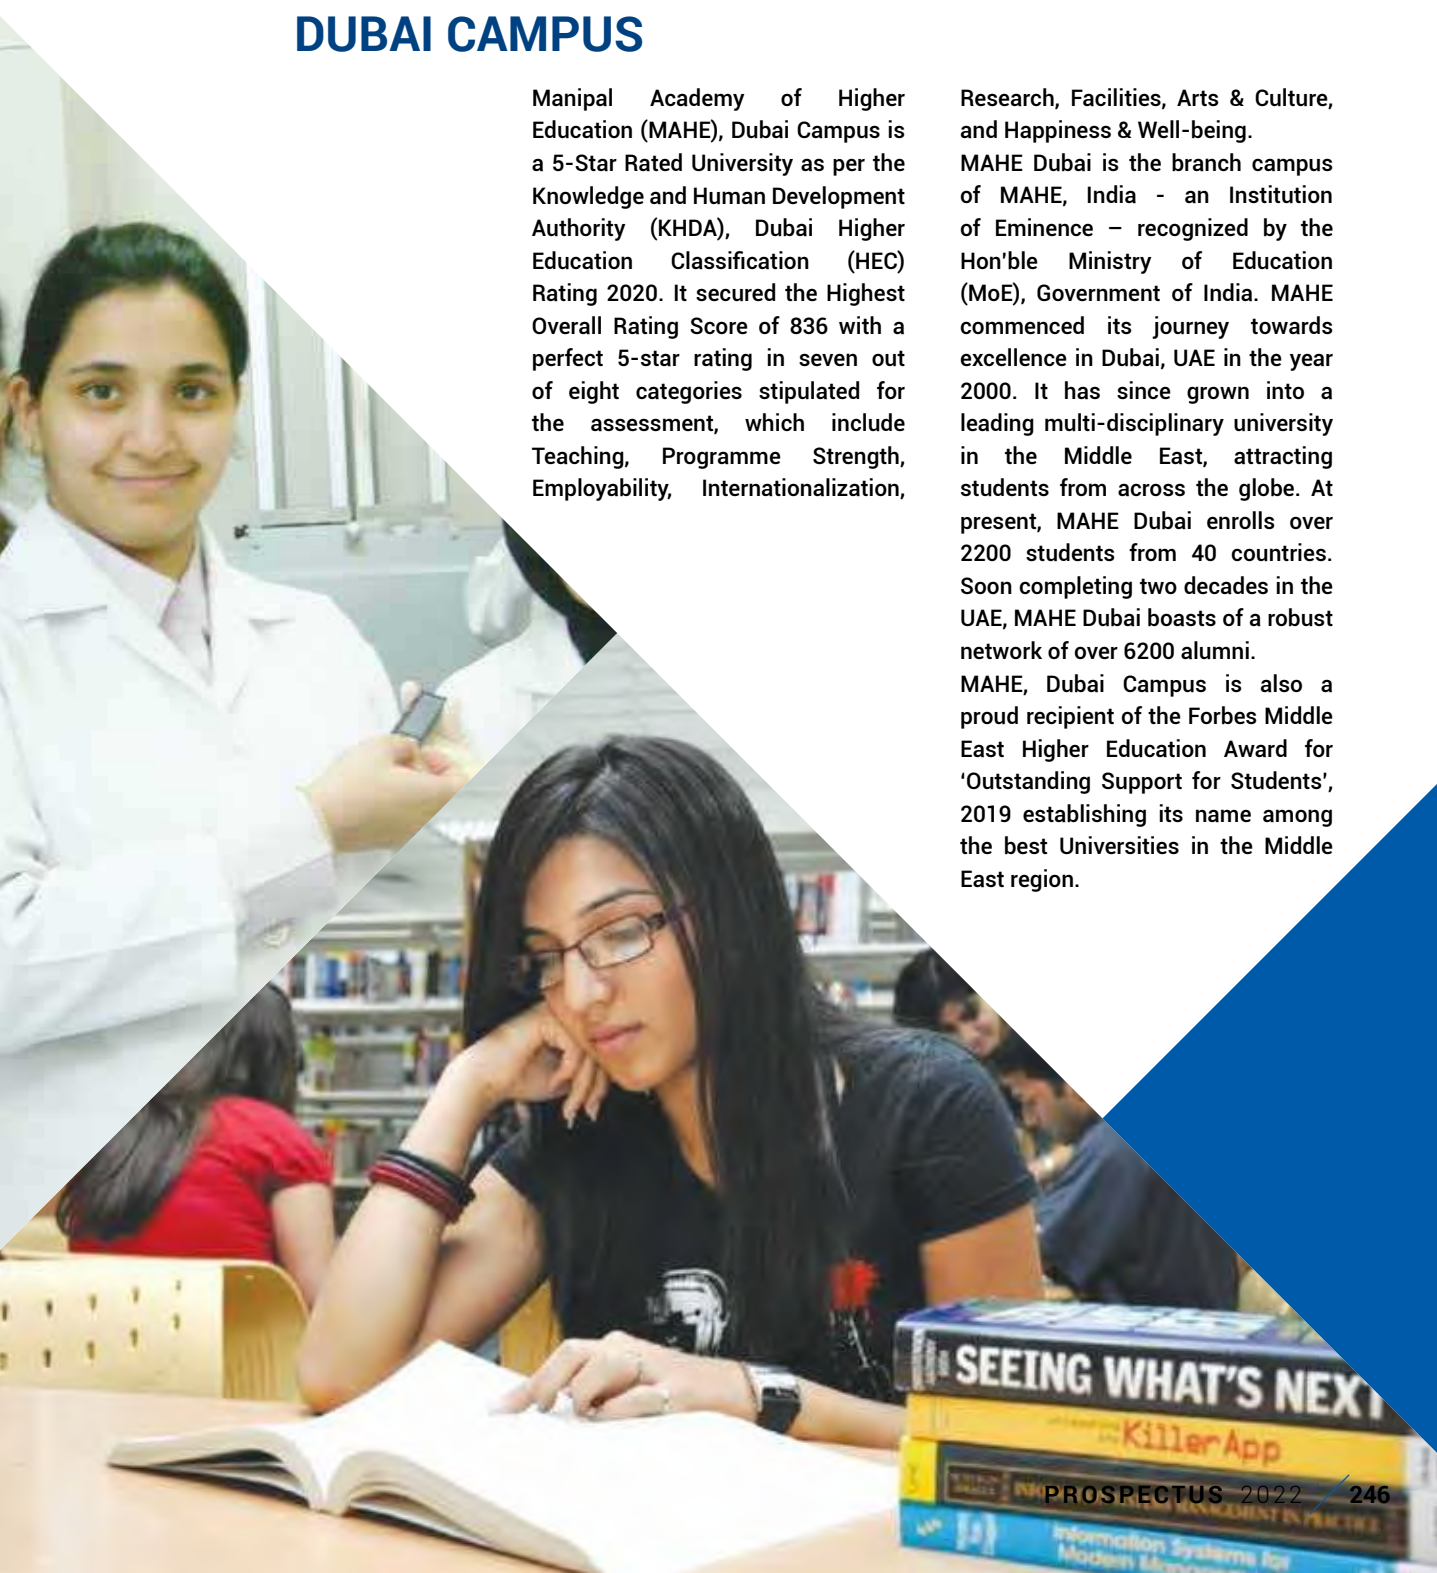 DUBAI CAMPUS
Manipal Academy of Higher
Education (MAHE), Dubai Campus is
a 5-Star Rated University as per the
Knowledge and Human Development
Authority (KHDA), Dubai Higher
Education Classification (HEC)
Rating 2020. It secured the Highest
Overall Rating Score of 836 with a
perfect 5-star rating in seven out
of eight categories stipulated for
the assessment, which include
Teaching, Programme Strength,
Employability, Internationalization,
Research, Facilities, Arts & Culture,
and Happiness & Well-being.
MAHE Dubai is the branch campus
of MAHE, India - an Institution
of Eminence – recognized by the
Hon'ble Ministry of Education
(MoE), Government of India. MAHE
commenced its journey towards
excellence in Dubai, UAE in the year
2000. It has since grown into a
leading multi-disciplinary university
in the Middle East, attracting
students from across the globe. At
present, MAHE Dubai enrolls over
2200 students from 40 countries.
Soon completing two decades in the
UAE, MAHE Dubai boasts of a robust
network of over 6200 alumni.
MAHE, Dubai Campus is also a
proud recipient of the Forbes Middle
East Higher Education Award for
‘Outstanding Support for Students’,
2019 establishing its name among
the best Universities in the Middle
East region.
SEEING WHAT'S NEXT
Killer App
MANAGEMENT IN PRACTICE
Information Systems for
Modern
PROSPECTUS 2022 / 246